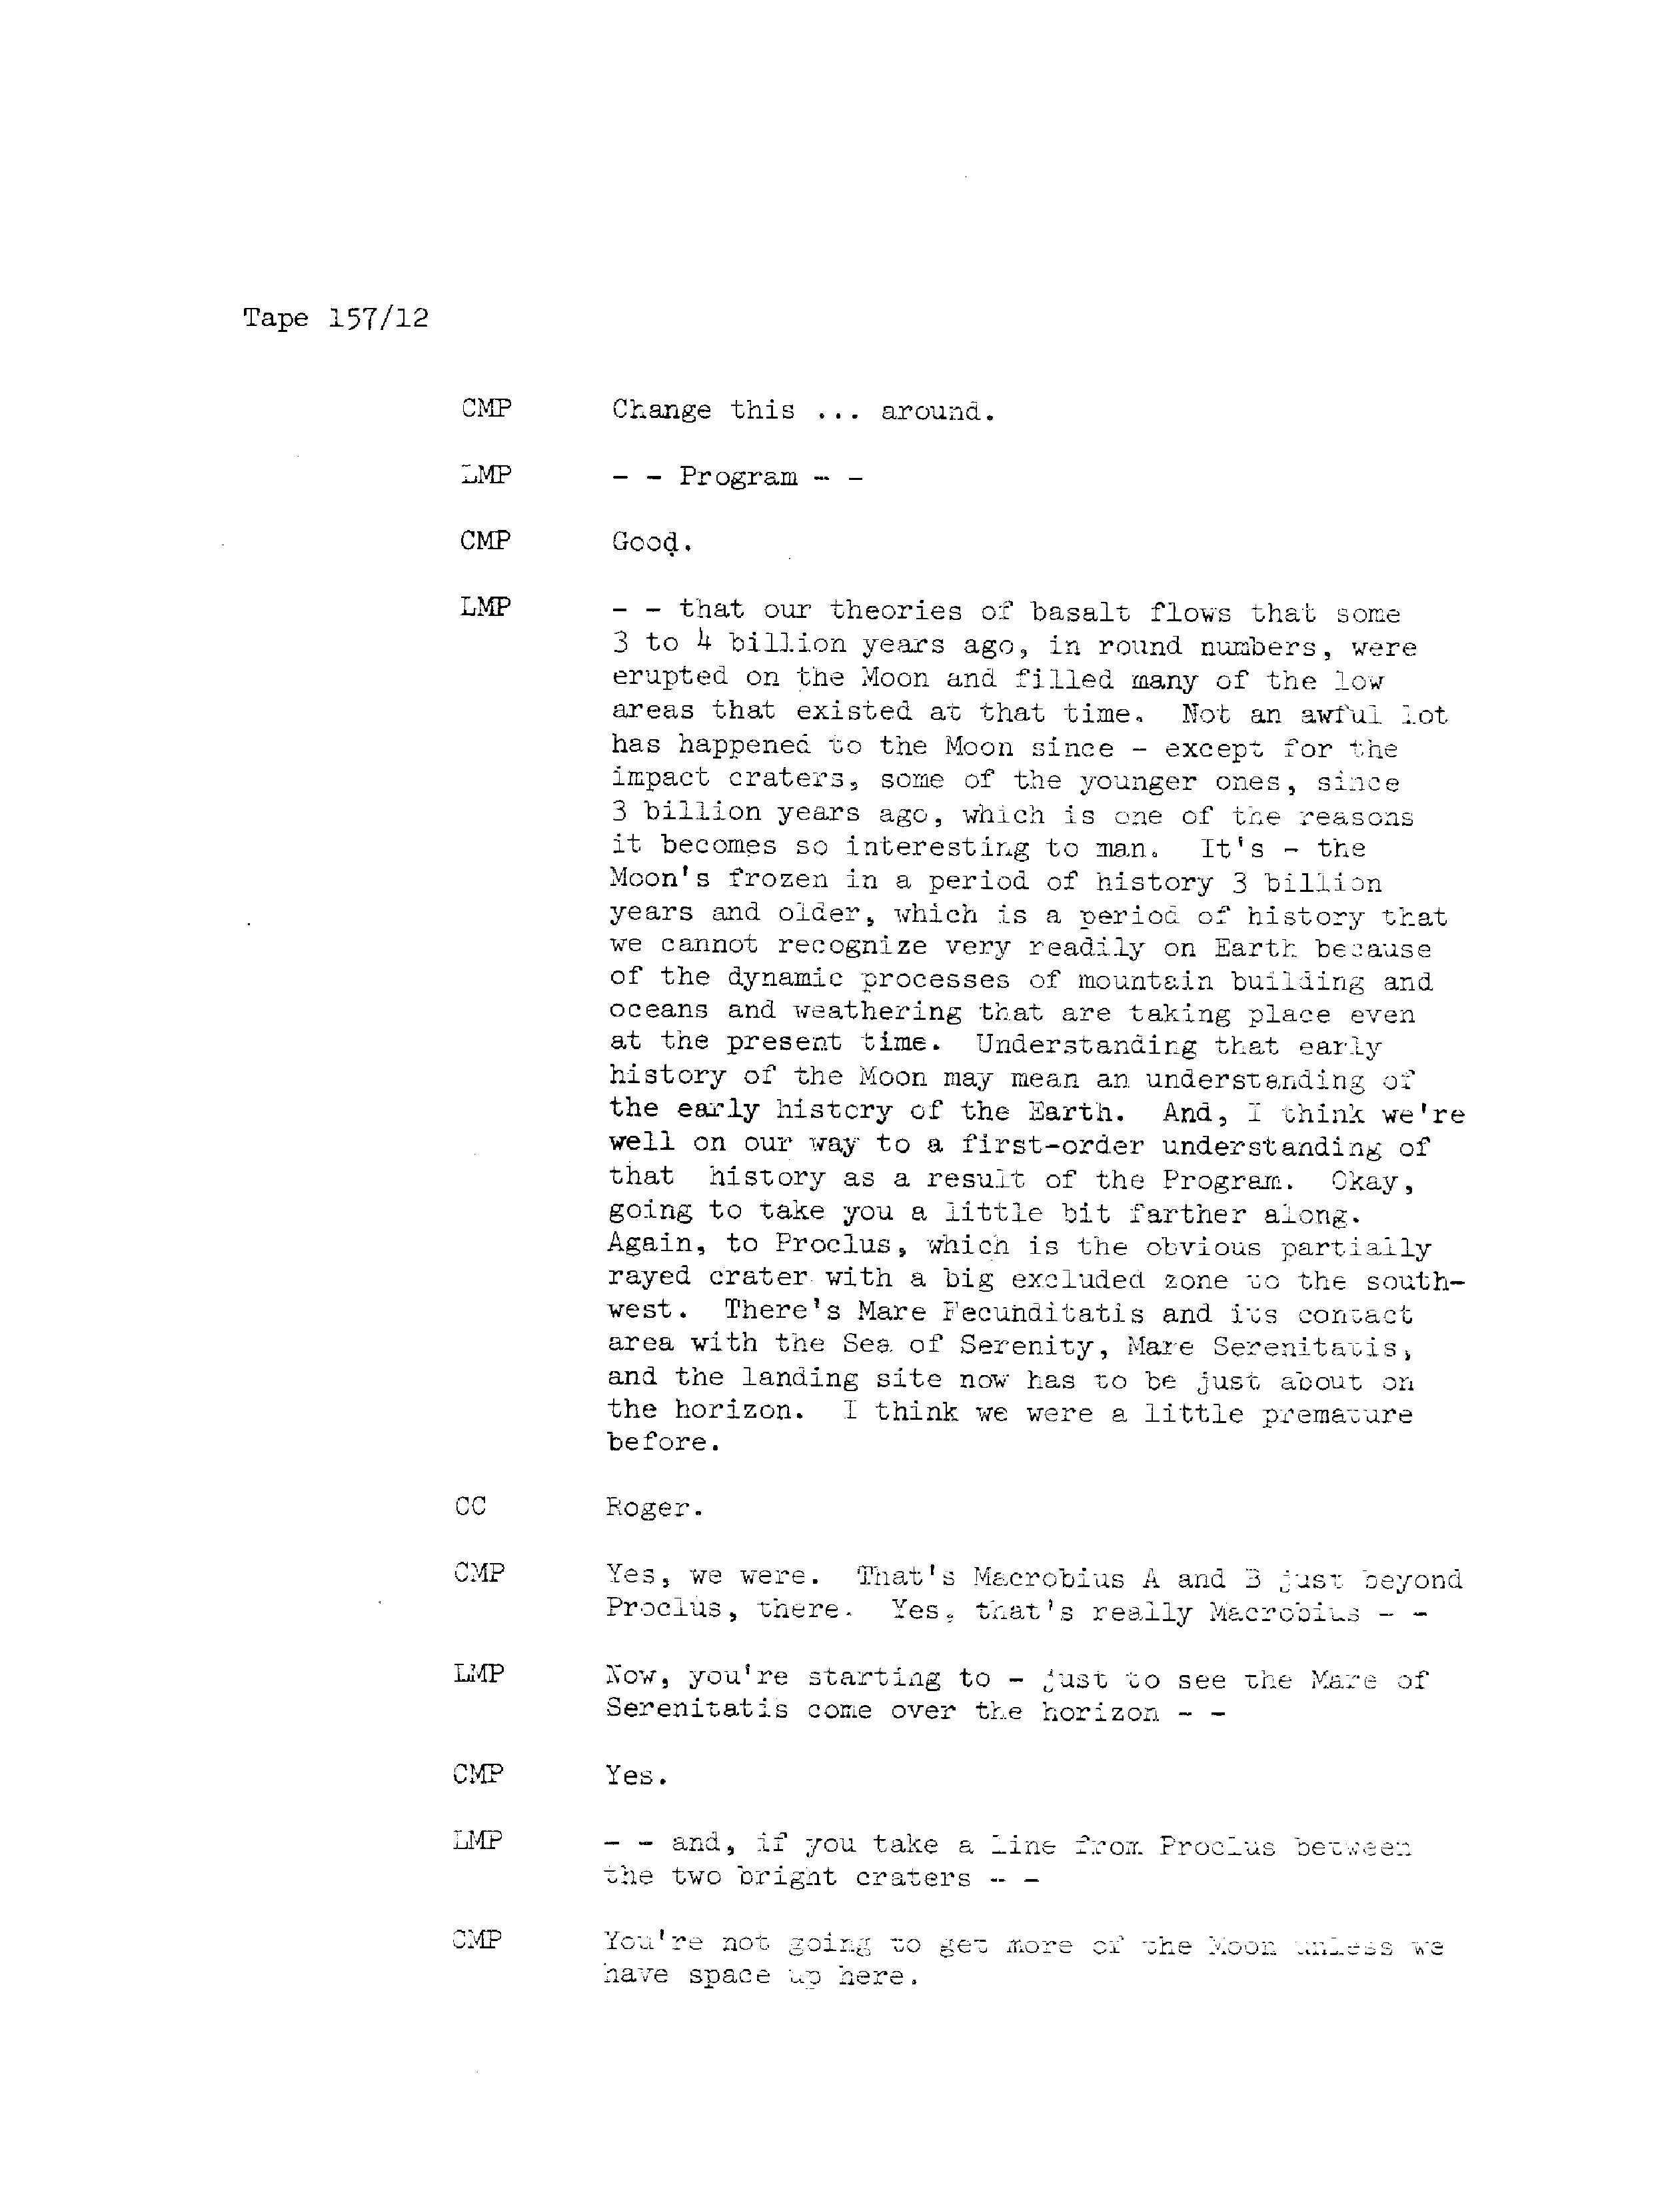 Tape 157/12
CMP Change this ... around.
LMP - - Program - -
CMP Good.
LMP - - that our theories of basalt flows that some
3 to 4 billion years ago, in round numbers, were
erupted on the Moon and filled many of the low
areas that existed at that time. Not an awful lot
has happened to the Moon since - except for the
impact craters, some of the younger ones, since
3 billion years ago, which is one of the reasons
it becomes so interesting to man. It's - the
Moon's frozen in a period of history 3 billion
years and older, which is a period of history that
we cannot recognize very readily on Earth because
of the dynamic processes of mountain building and
oceans and weathering that are taking place even
at the present time. Understanding that early
history of the Moon may mean an understanding of
the early history of the Earth. And, I think we're
well on our way to a first-order understanding of
that history as a result of the Program. Okay,
going to take you a little bit farther along.
Again, to Proclus, which is the obvious partially
rayed crater with a big excluded zone to the south-
west. There's Mare Fecunditatis and its contact
area with the Sea of Serenity, Mare Serenitatis,
and the landing site now has to be just about on
the horizon. I think we were a little premature
before.
CC Roger.
CMP Yes, we were. That's Macrobius A and B just beyond
Proclus, there. Yes, that's really Macrobius - -
LMP Now, you're starting to - just to see the Mare of
Serenitatis come over the horizon - -
CMP Yes.
LMP - - and, if you take a line from Proclus between
the two bright craters - -
CMP You're not going to get more of the Moon unless we
have space up here.